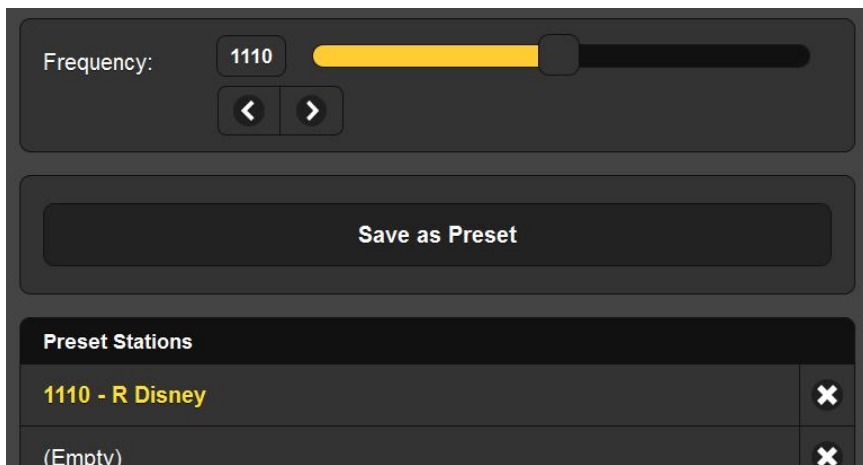 Frequency: 1110
Save as Preset
Preset Stations
1110 - R Disney
(Empty)